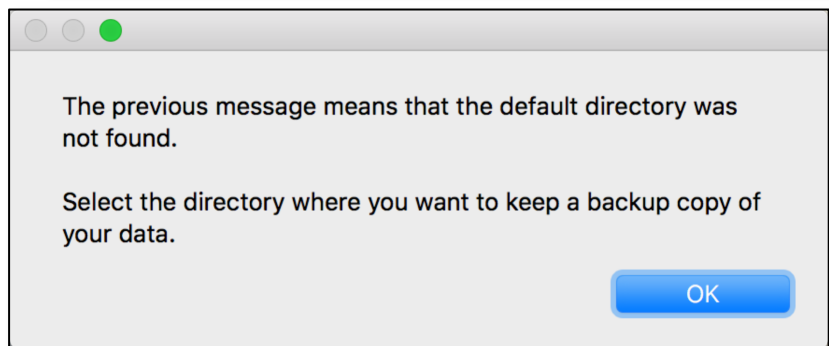 The previous message means that the default directory was
not found.
Select the directory where you want to keep a backup copy of
your data.
OK